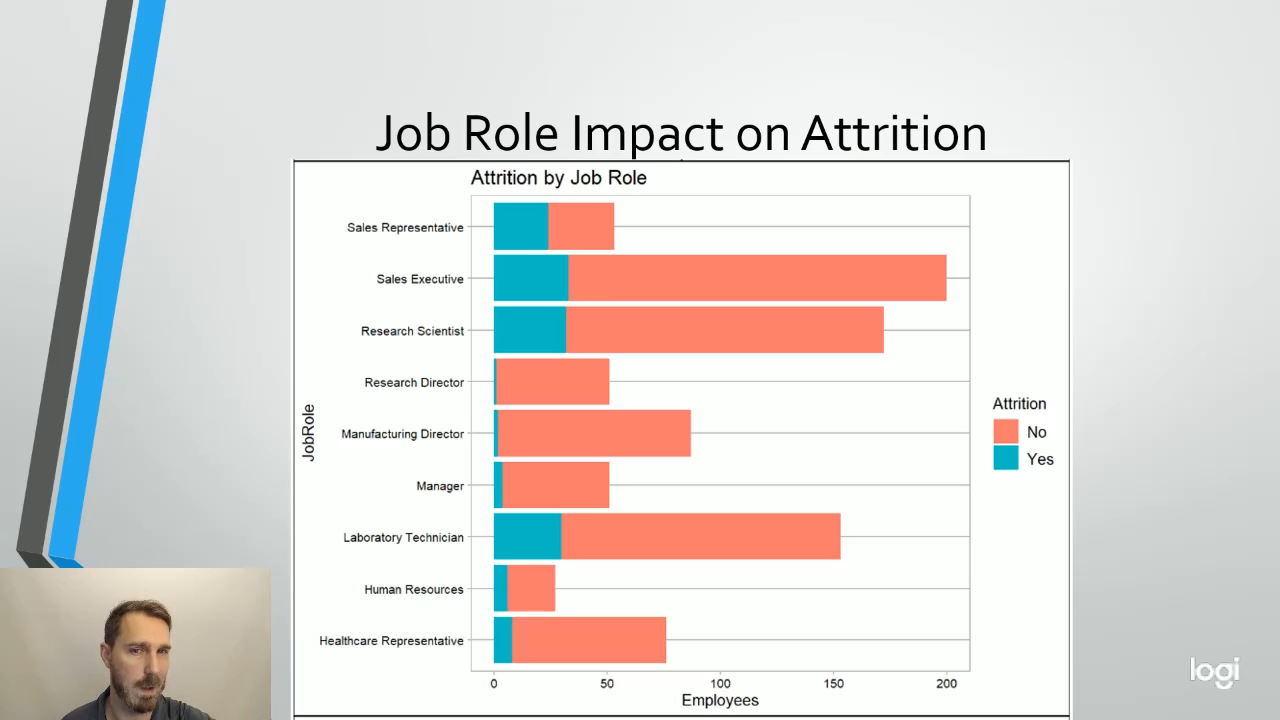 Job Role Impact on Attrition
Attrition by Job Role
Sales Representative
Sales Executive
Research Scientist
Research Director
Manufacturing Director
Manager
Laboratory Technician
Human Resources
Healthcare Representative
JobRole
0 50 100 150 200
Employees
Attrition
No
Yes
logi